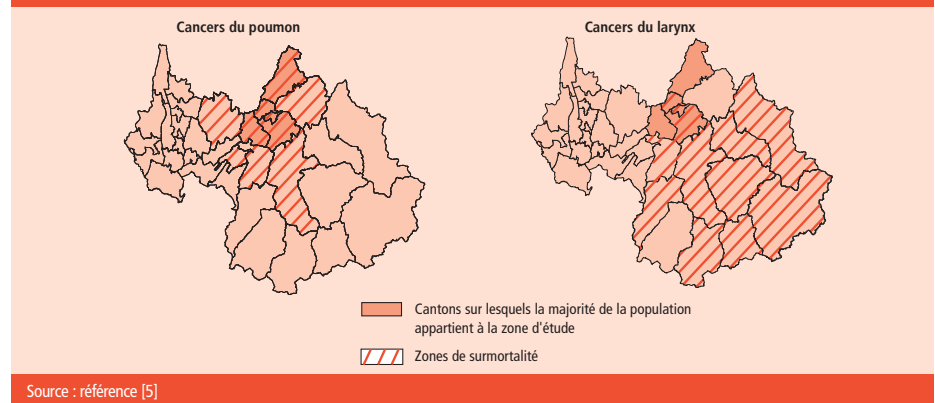 Cancers du poumon
Cancers du larynx
Cantons sur lesquels la majorité de la population
appartient à la zone d'étude
Zones de surmortalité
Source : référence [5]